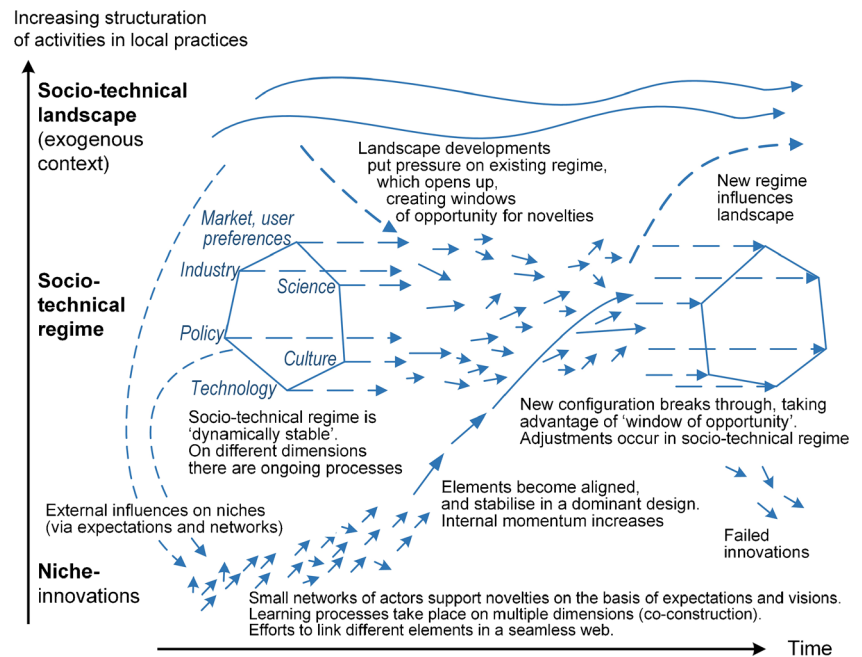 Increasing structuration
of activities in local practices
Socio-technical
landscape
(exogenous
context)
Landscape developments
put pressure on existing regime,
which opens up,
creating windows
of opportunity for novelties
New regime
influences
landscape
Market, user
preferences
Industry
Science
Socio-
technical
regime
Policy
Culture
Technology
Socio-technical regime is
‘dynamically stable’.
On different dimensions
there are ongoing processes
New configuration breaks through, taking
advantage of ‘window of opportunity’.
Adjustments occur in socio-technical regime
External influences on niches
(via expectations and networks)
Elements become aligned,
and stabilise in a dominant design.
Internal momentum increases
Failed
innovations
Niche-
innovations
Small networks of actors support novelties on the basis of expectations and visions.
Learning processes take place on multiple dimensions (co-construction).
Efforts to link different elements in a seamless web.
Time